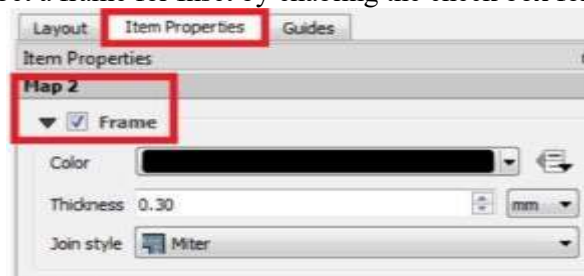 Layout Item Properties Guides
Item Properties
Map 2
Frame
Color
Thickness 0.30 mm
Join style Miter